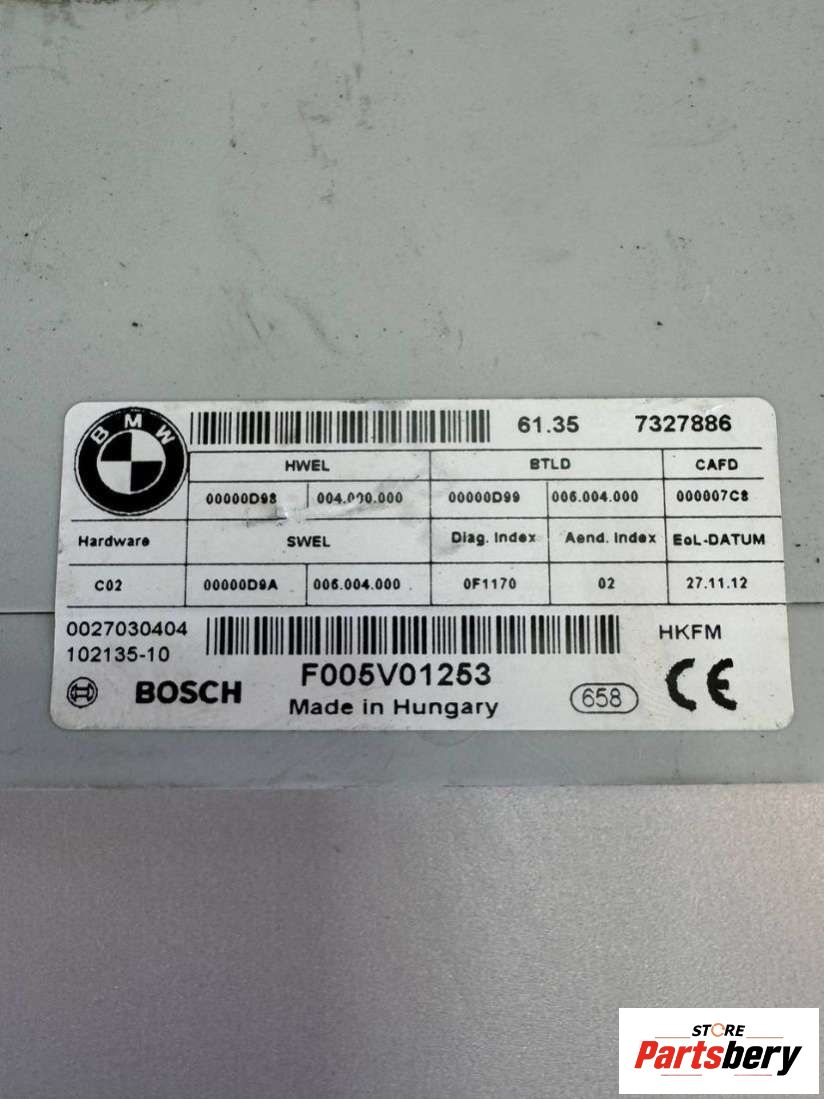 BMW
61.35 7327886
HWEL BTLD CAFD
00000D98 004.000.000 00000D99 006.004.000 000007C8
Hardware SWEL Diag. Index Aend. Index EoL-DATUM
C02 00000D9A 006.004.000 0F1170 02 27.11.12
0027030404 HKFM
102135-10
BOSCH F005V01253 658 CE
Made in Hungary
STORE
Partsbery